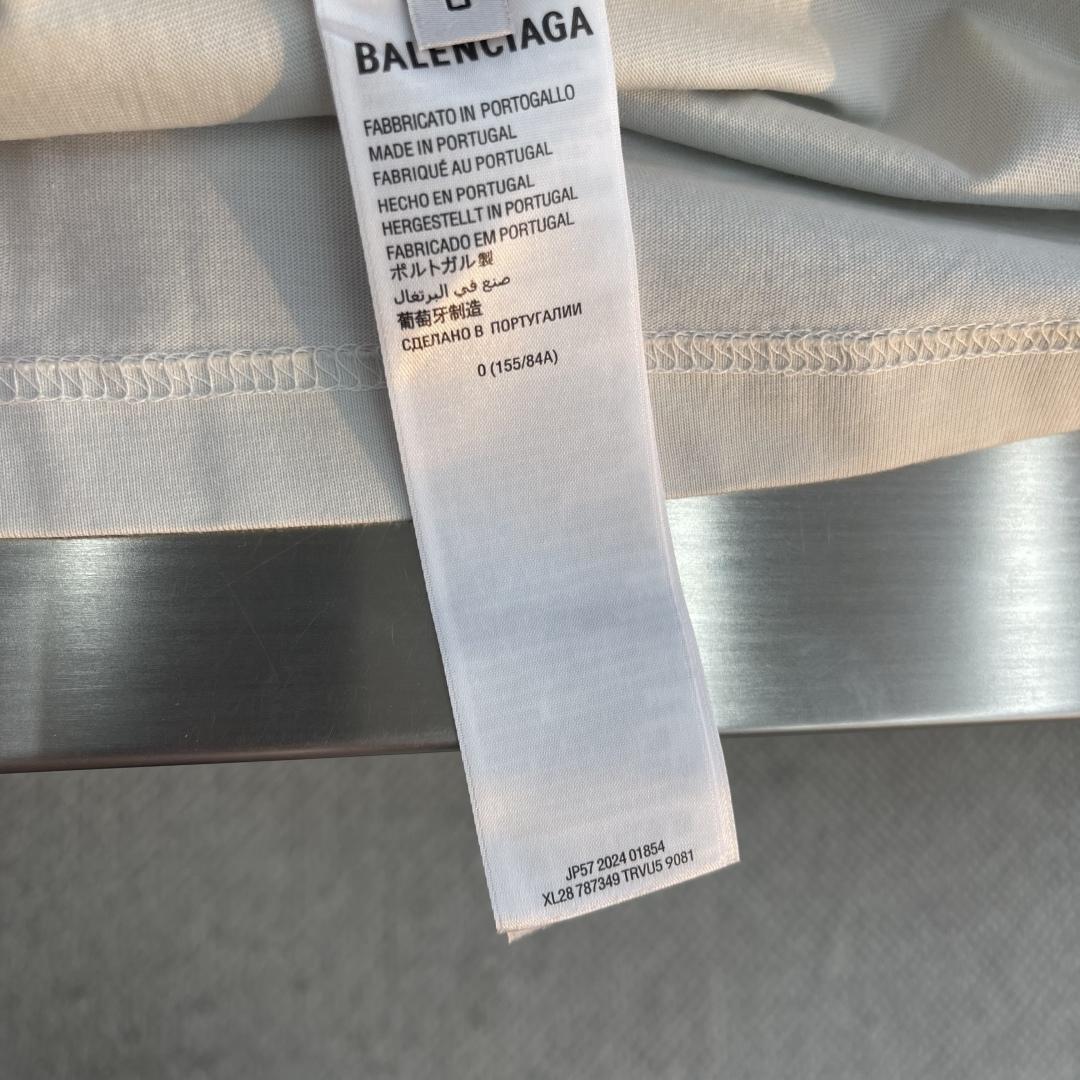 BALENCIAGA
FABBRICATO IN PORTOGALLO
MADE IN PORTUGAL
FABRIQUÉ AU PORTUGAL
HECHO EN PORTUGAL
HERGESTELLT IN PORTUGAL
FABRICADO EM PORTUGAL
ポルトガル製
صنع في البرتغال
葡萄牙制造
СДЕЛАНО В ПОРТУГАЛИИ
0 (155/84A)
JP57 2024 01854
XL28 787349 TRVU5 9081